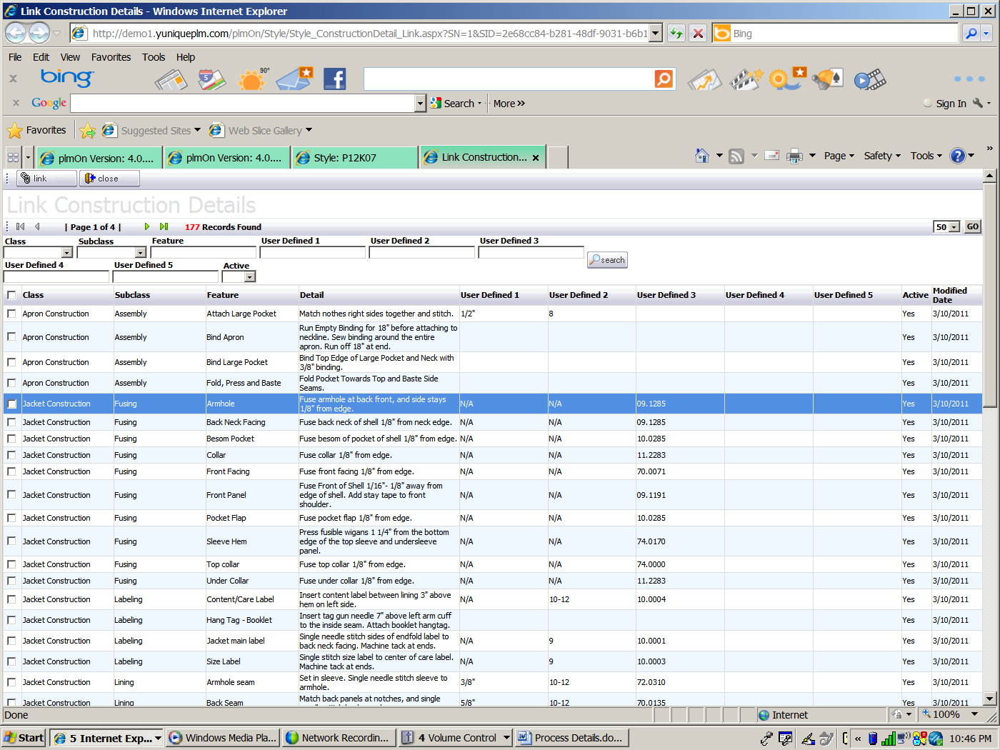 Link Construction Details - Windows Internet Explorer
http://demo1.yuniqueplm.com/plmOn/Style/Style_ConstructionDetail_Link.aspx?SN=1&SID=2e68cc84-b281-48df-9031-b6b1
Bing
File Edit View Favorites Tools Help
x bing 5 90°
x Google Search More »» Sign In
Favorites Suggested Sites Web Slice Gallery
plmOn Version: 4.0.... plmOn Version: 4.0.... Style: P12K07 Link Construction... x Page Safety Tools »
link close
Link Construction Details
| Page 1 of 4 | 177 Records Found 50 GO
Class Subclass Feature User Defined 1 User Defined 2 User Defined 3
search
User Defined 4 User Defined 5 Active
Class Subclass Feature Detail User Defined 1 User Defined 2 User Defined 3 User Defined 4 User Defined 5 Active Modified Date
Apron Construction Assembly Attach Large Pocket Match nothes right sides together and stitch. 1/2" 8 Yes 3/10/2011
Apron Construction Assembly Bind Apron Run Empty Binding for 18" before attaching to neckline. Sew binding around the entire apron. Run off 18" at end. Yes 3/10/2011
Apron Construction Assembly Bind Large Pocket Bind Top Edge of Large Pocket and Neck with 3/8" binding. Yes 3/10/2011
Apron Construction Assembly Fold, Press and Baste Fold Pocket Towards Top and Baste Side Seams. Yes 3/10/2011
Jacket Construction Fusing Armhole Fuse armhole at back front, and side stays 1/8" from edge. N/A N/A 09.1285 Yes 3/10/2011
Jacket Construction Fusing Back Neck Facing Fuse back neck of shell 1/8" from neck edge. N/A N/A 09.1285 Yes 3/10/2011
Jacket Construction Fusing Besom Pocket Fuse besom of pocket of shell 1/8" from edge. N/A N/A 10.0285 Yes 3/10/2011
Jacket Construction Fusing Collar Fuse collar 1/8" from edge. N/A N/A 11.2283 Yes 3/10/2011
Jacket Construction Fusing Front Facing Fuse front facing 1/8" from edge. N/A N/A 70.0071 Yes 3/10/2011
Jacket Construction Fusing Front Panel Fuse Front of Shell 1/16"- 1/8" away from edge of shell. Add stay tape to front shoulder. N/A N/A 09.1191 Yes 3/10/2011
Jacket Construction Fusing Pocket Flap Fuse pocket flap 1/8" from edge. N/A N/A 10.0285 Yes 3/10/2011
Jacket Construction Fusing Sleeve Hem Press fusible wigans 1 1/4" from the bottom edge of the top sleeve and undersleeve panel. N/A N/A 74.0170 Yes 3/10/2011
Jacket Construction Fusing Top collar Fuse top collar 1/8" from edge. N/A N/A 74.0000 Yes 3/10/2011
Jacket Construction Fusing Under Collar Fuse under collar 1/8" from edge. N/A N/A 11.2283 Yes 3/10/2011
Jacket Construction Labeling Content/Care Label Insert content label between lining 3" above hem on left side. N/A 10-12 10.0004 Yes 3/10/2011
Jacket Construction Labeling Hang Tag - Booklet Insert tag gun needle 7" above left arm cuff to the inside seam. Attach booklet hangtag. Yes 3/10/2011
Jacket Construction Labeling Jacket main label Single needle stitch sides of endfold label to back neck facing. Machine tack at ends. N/A 9 10.0001 Yes 3/10/2011
Jacket Construction Labeling Size Label Single stitch size label to center of care label. Machine tack at ends. N/A 9 10.0003 Yes 3/10/2011
Jacket Construction Lining Armhole seam Set in sleeve. Single needle stitch sleeve to armhole. 3/8" 10-12 72.0310 Yes 3/10/2011
Jacket Construction Lining Back Seam Match back panels at notches, and single 5/8" 10-12 70.0135 Yes 3/10/2011
Done Internet 100%
Start 5 Internet Exp... Windows Media Pla... Network Recordin... 4 Volume Control Process Details.do... « 10:46 PM